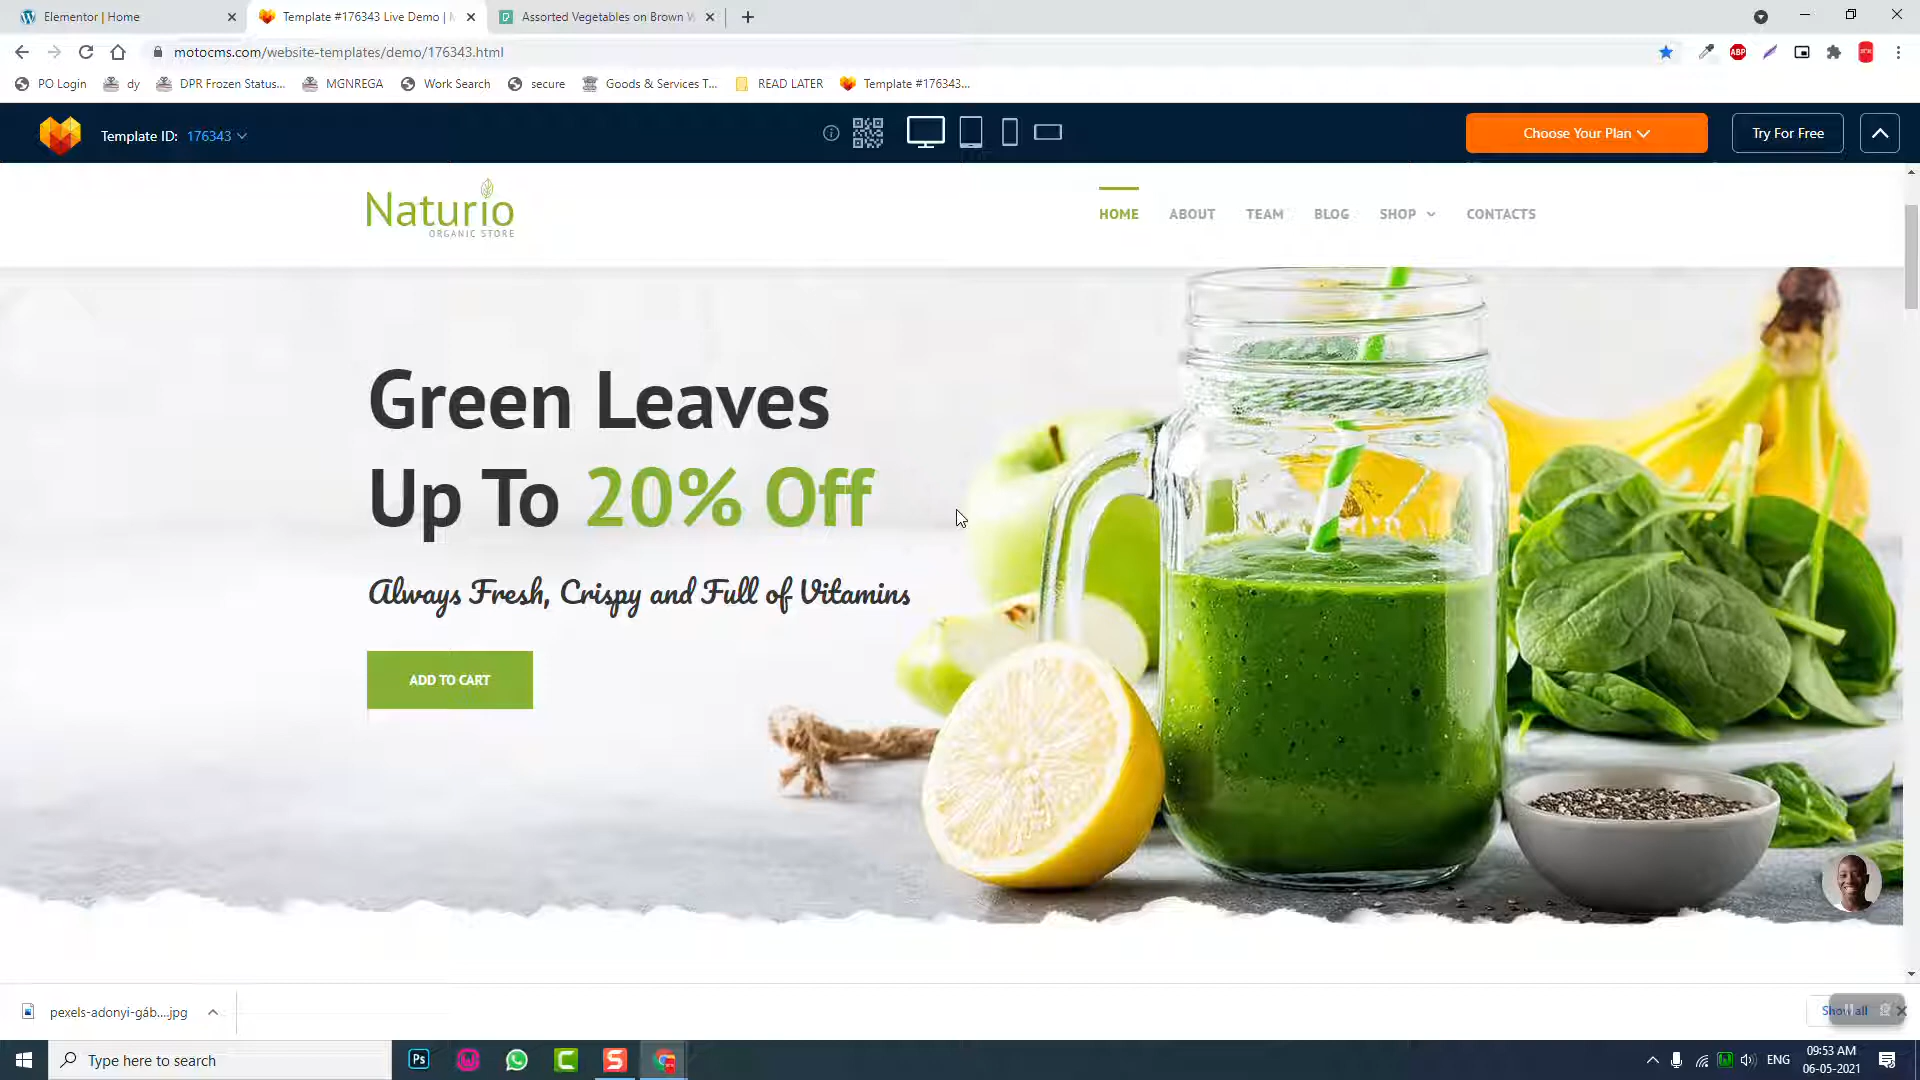 Elementor | Home
Template #176343 Live Demo |
Assorted Vegetables on Brown
motocms.com/website-templates/demo/176343.html
ABP
PO Login
dy
DPR Frozen Status...
MGNREGA
Work Search
secure
Goods & Services T...
READ LATER
Template #176343...
Template ID: 176343
Choose Your Plan
Try For Free
Naturio
ORGANIC STORE
HOME
ABOUT
TEAM
BLOG
SHOP
CONTACTS
Green Leaves
Up To 20% Off
Always Fresh, Crispy and Full of Vitamins
ADD TO CART
pexels-adonyi-gáb....jpg
Show all
Type here to search
Ps
ENG
09:53 AM
06-05-2021